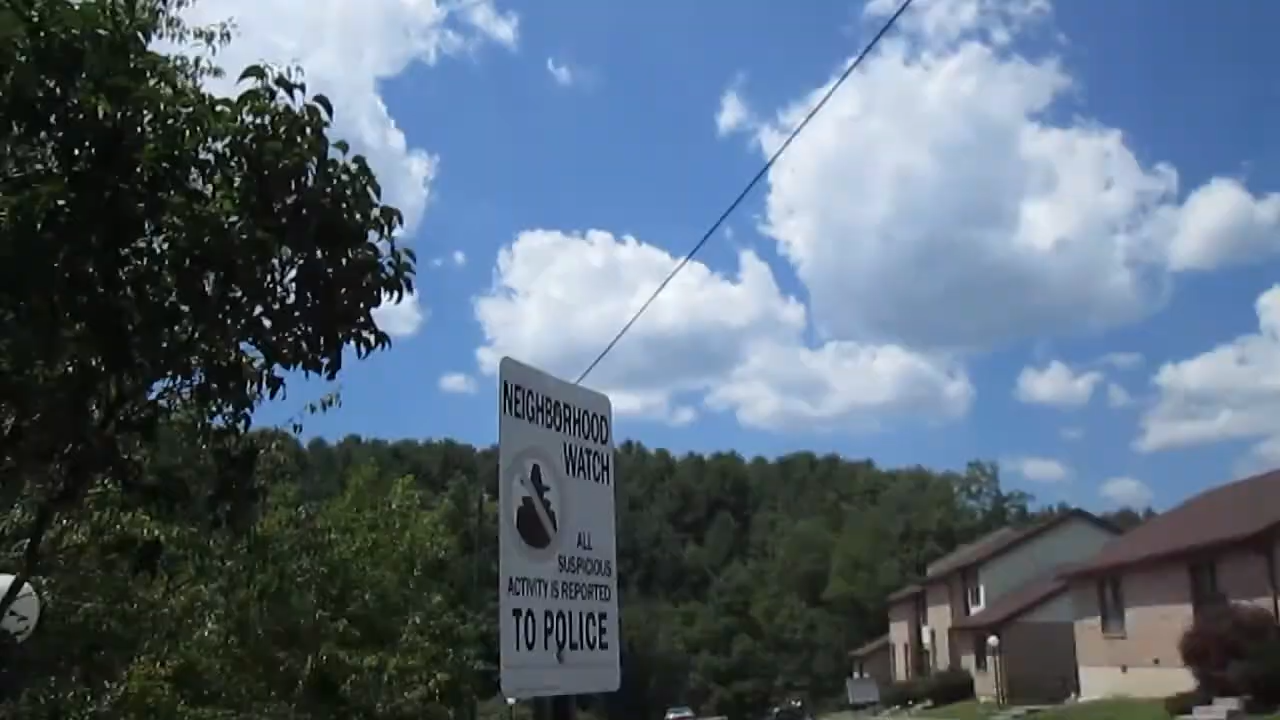 NEIGHBORHOOD
WATCH
ALL
SUSPICIOUS
ACTIVITY IS REPORTED
TO POLICE